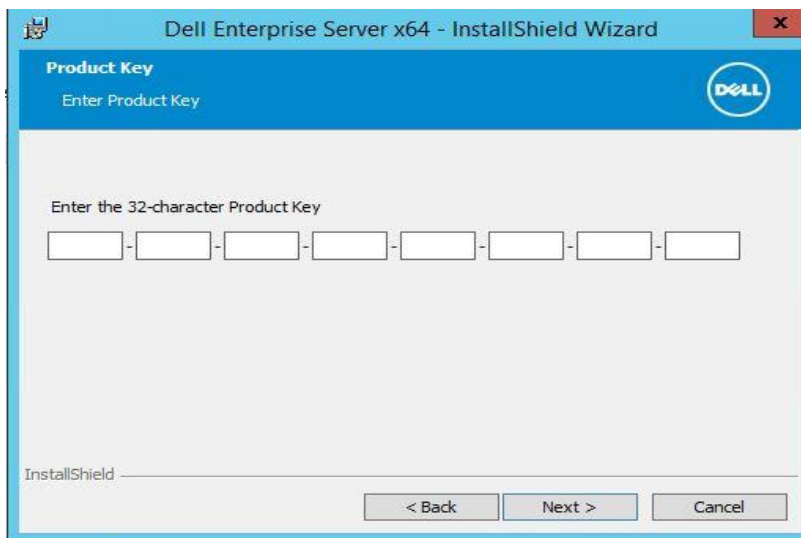 Dell Enterprise Server x64 - InstallShield Wizard
x
Product Key
Enter Product Key
DELL
Enter the 32-character Product Key
- - - - - - -
InstallShield
< Back Next > Cancel